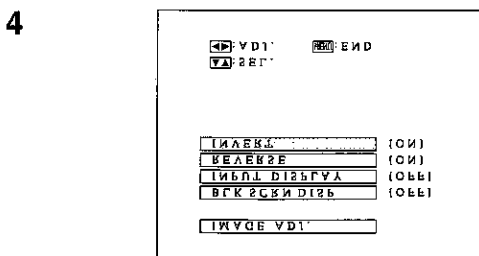 4
◀▶:ADJ. MENU:END
▼▲:SEL.
INVERT (ON)
REVERSE (ON)
INPUT DISPLAY (OFF)
BLK SCRN DISP (OFF)
IMAGE ADJ.